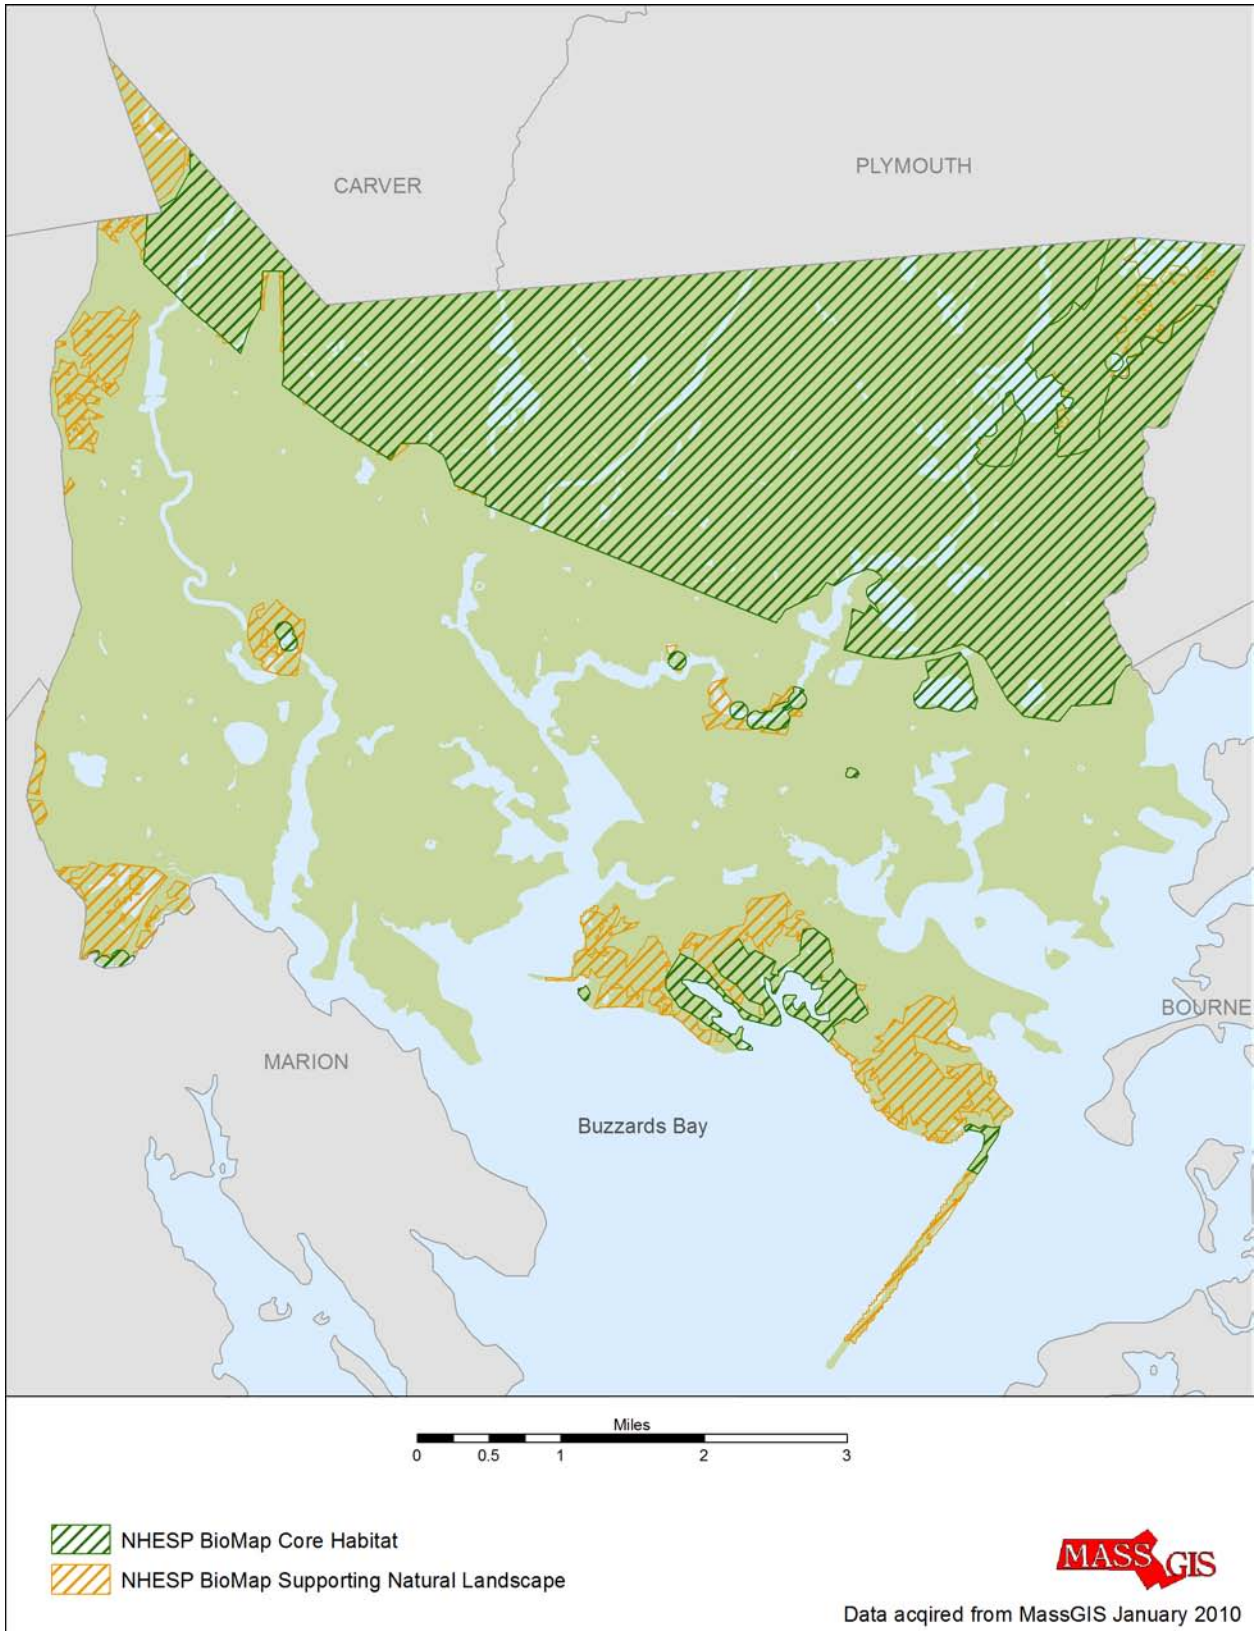 PLYMOUTH
CARVER
BOURNE
MARION
Buzzards Bay
Miles
0 0.5 1 2 3
NHESP BioMap Core Habitat
NHESP BioMap Supporting Natural Landscape
MASS GIS
Data acqired from MassGIS January 2010